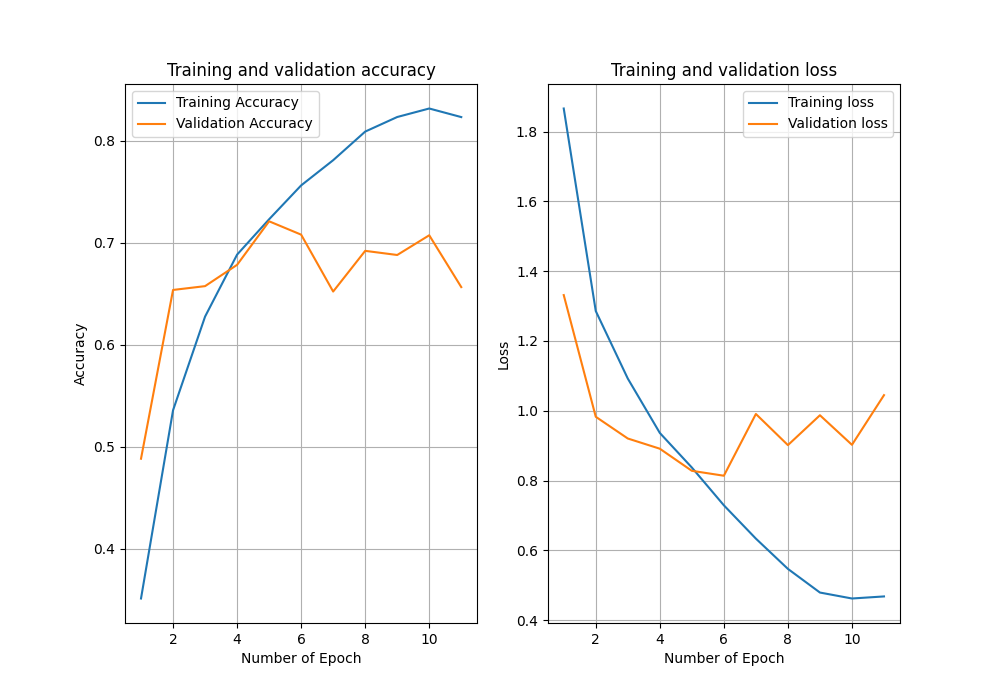 Training and validation accuracy
Training Accuracy
Validation Accuracy
0.8
0.7
0.6
0.5
0.4
Accuracy
2 4 6 8 10
Number of Epoch
Training and validation loss
Training loss
Validation loss
1.8
1.6
1.4
1.2
1.0
0.8
0.6
0.4
Loss
2 4 6 8 10
Number of Epoch